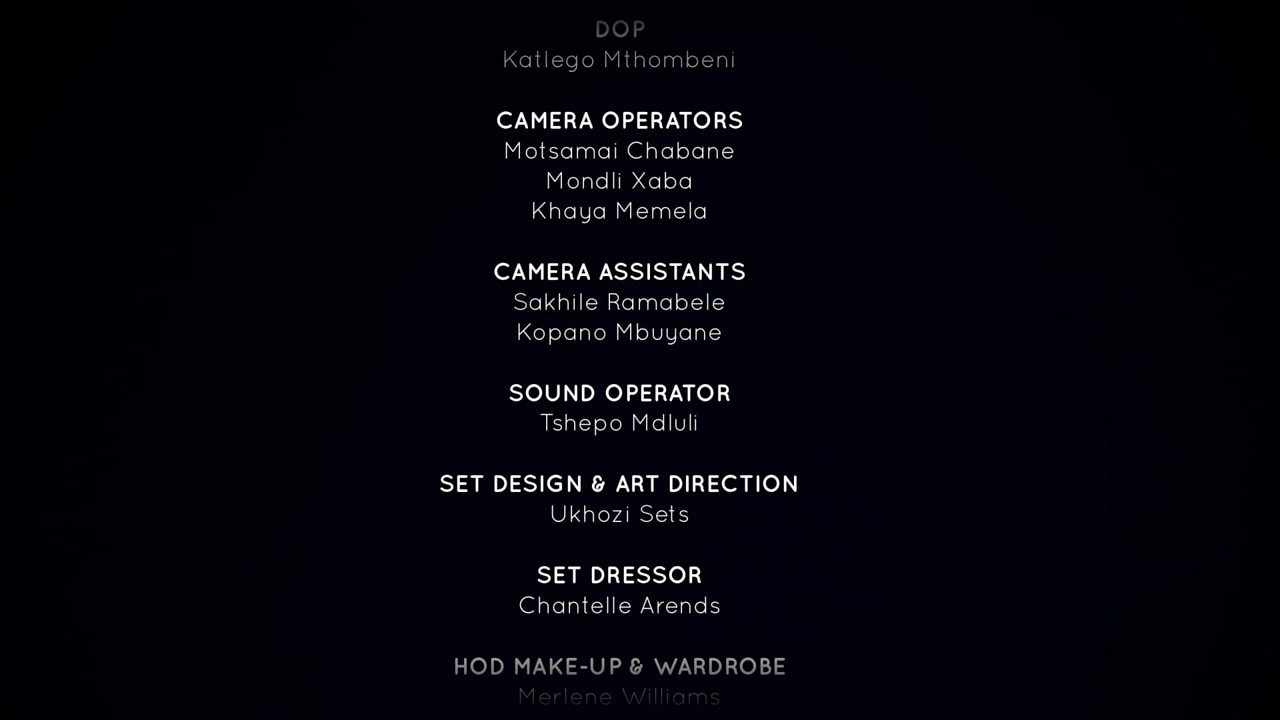 DOP
Katlego Mthombeni
CAMERA OPERATORS
Motsamai Chabane
Mondli Xaba
Khaya Memela
CAMERA ASSISTANTS
Sakhile Ramabele
Kopano Mbuyane
SOUND OPERATOR
Tshepo Mdluli
SET DESIGN & ART DIRECTION
Ukhozi Sets
SET DRESSOR
Chantelle Arends
HOD MAKE-UP & WARDROBE
Merlene Williams